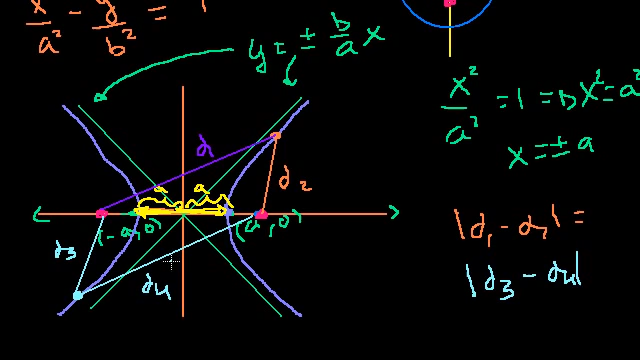 x²/a² - y²/b² = 1
y = ± b/a x
x²/a² = 1 => x² = a²
x = ± a
d
a a
d₂
(-a, 0) (a, 0)
d₃
d₄
|d₁ - d₂| =
|d₃ - d₄|